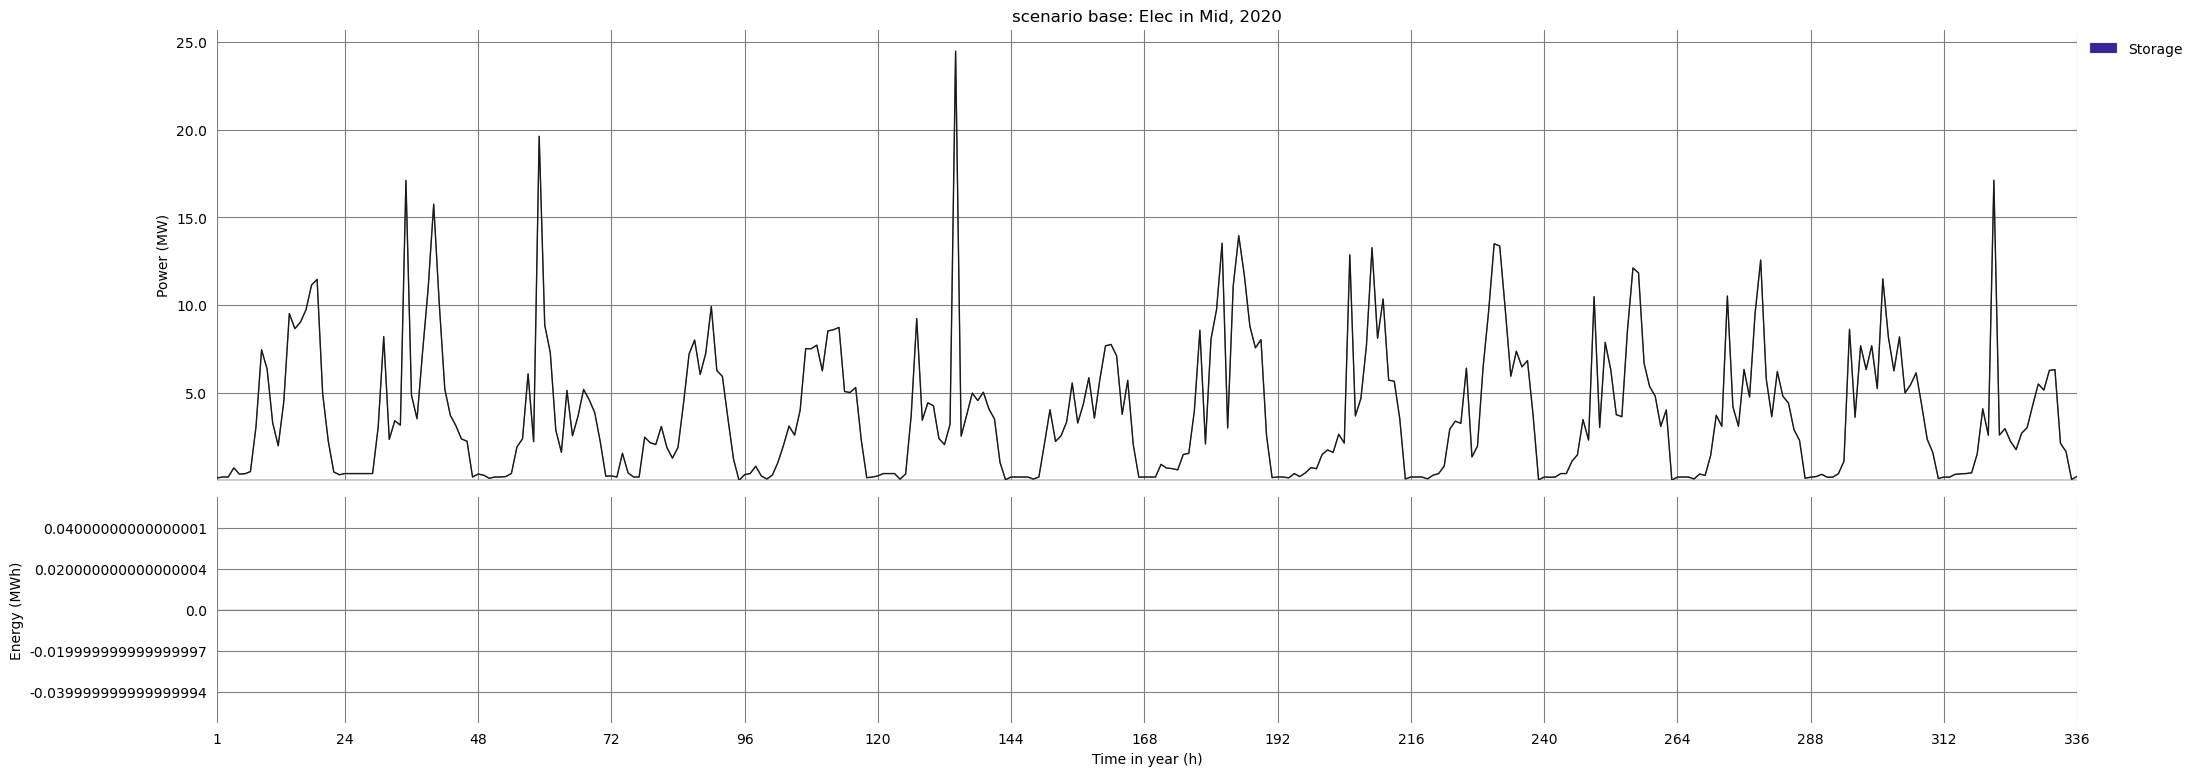 scenario base: Elec in Mid, 2020
Storage
25.0
20.0
15.0
10.0
5.0
Power (MW)
0.040000000000000001
0.020000000000000004
0.0
-0.019999999999999997
-0.039999999999999994
Energy (MWh)
1 24 48 72 96 120 144 168 192 216 240 264 288 312 336
Time in year (h)